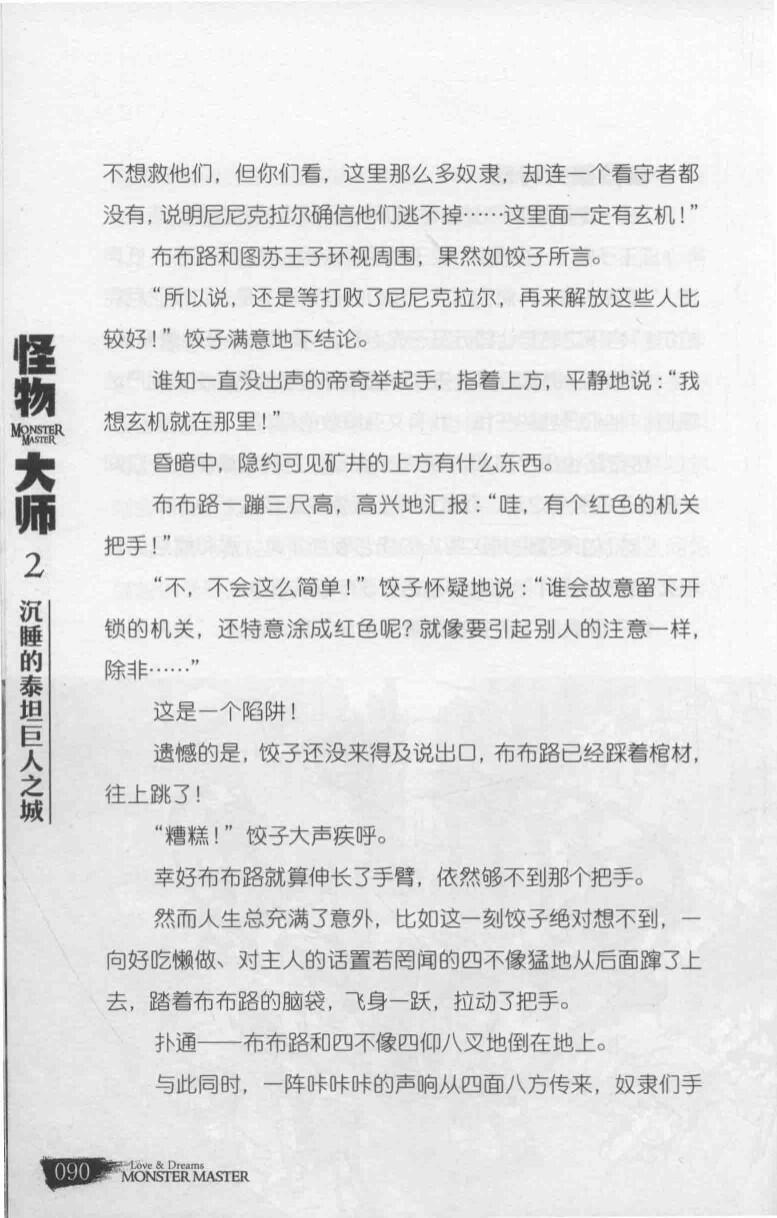 不想救他们，但你们看，这里那么多奴隶，却连一个看守者都
没有，说明尼尼克拉尔确信他们逃不掉……这里面一定有玄机！”
布布路和图苏王子环视周围，果然如饺子所言。
“所以说，还是等打败了尼尼克拉尔，再来解放这些人比
较好！”饺子满意地下结论。
谁知一直没出声的帝奇举起手，指着上方，平静地说：“我
想玄机就在那里！”
昏暗中，隐约可见矿井的上方有什么东西。
布布路一蹦三尺高，高兴地汇报：“哇，有个红色的机关
把手！”
“不，不会这么简单！”饺子怀疑地说：“谁会故意留下开
锁的机关，还特意涂成红色呢？就像要引起别人的注意一样，
除非……”
这是一个陷阱！
遗憾的是，饺子还没来得及说出口，布布路已经踩着棺材，
往上跳了！
“糟糕！”饺子大声疾呼。
幸好布布路就算伸长了手臂，依然够不到那个把手。
然而人生总充满了意外，比如这一刻饺子绝对想不到，一
向好吃懒做、对主人的话置若罔闻的四不像猛地从后面蹿了上
去，踏着布布路的脑袋，飞身一跃，拉动了把手。
扑通——布布路和四不像四仰八叉地倒在地上。
与此同时，一阵咔咔咔的声响从四面八方传来，奴隶们手
怪物
MONSTER
MASTER
大师
2
沉睡的泰坦巨人之城
090
Love & Dreams
MONSTER MASTER